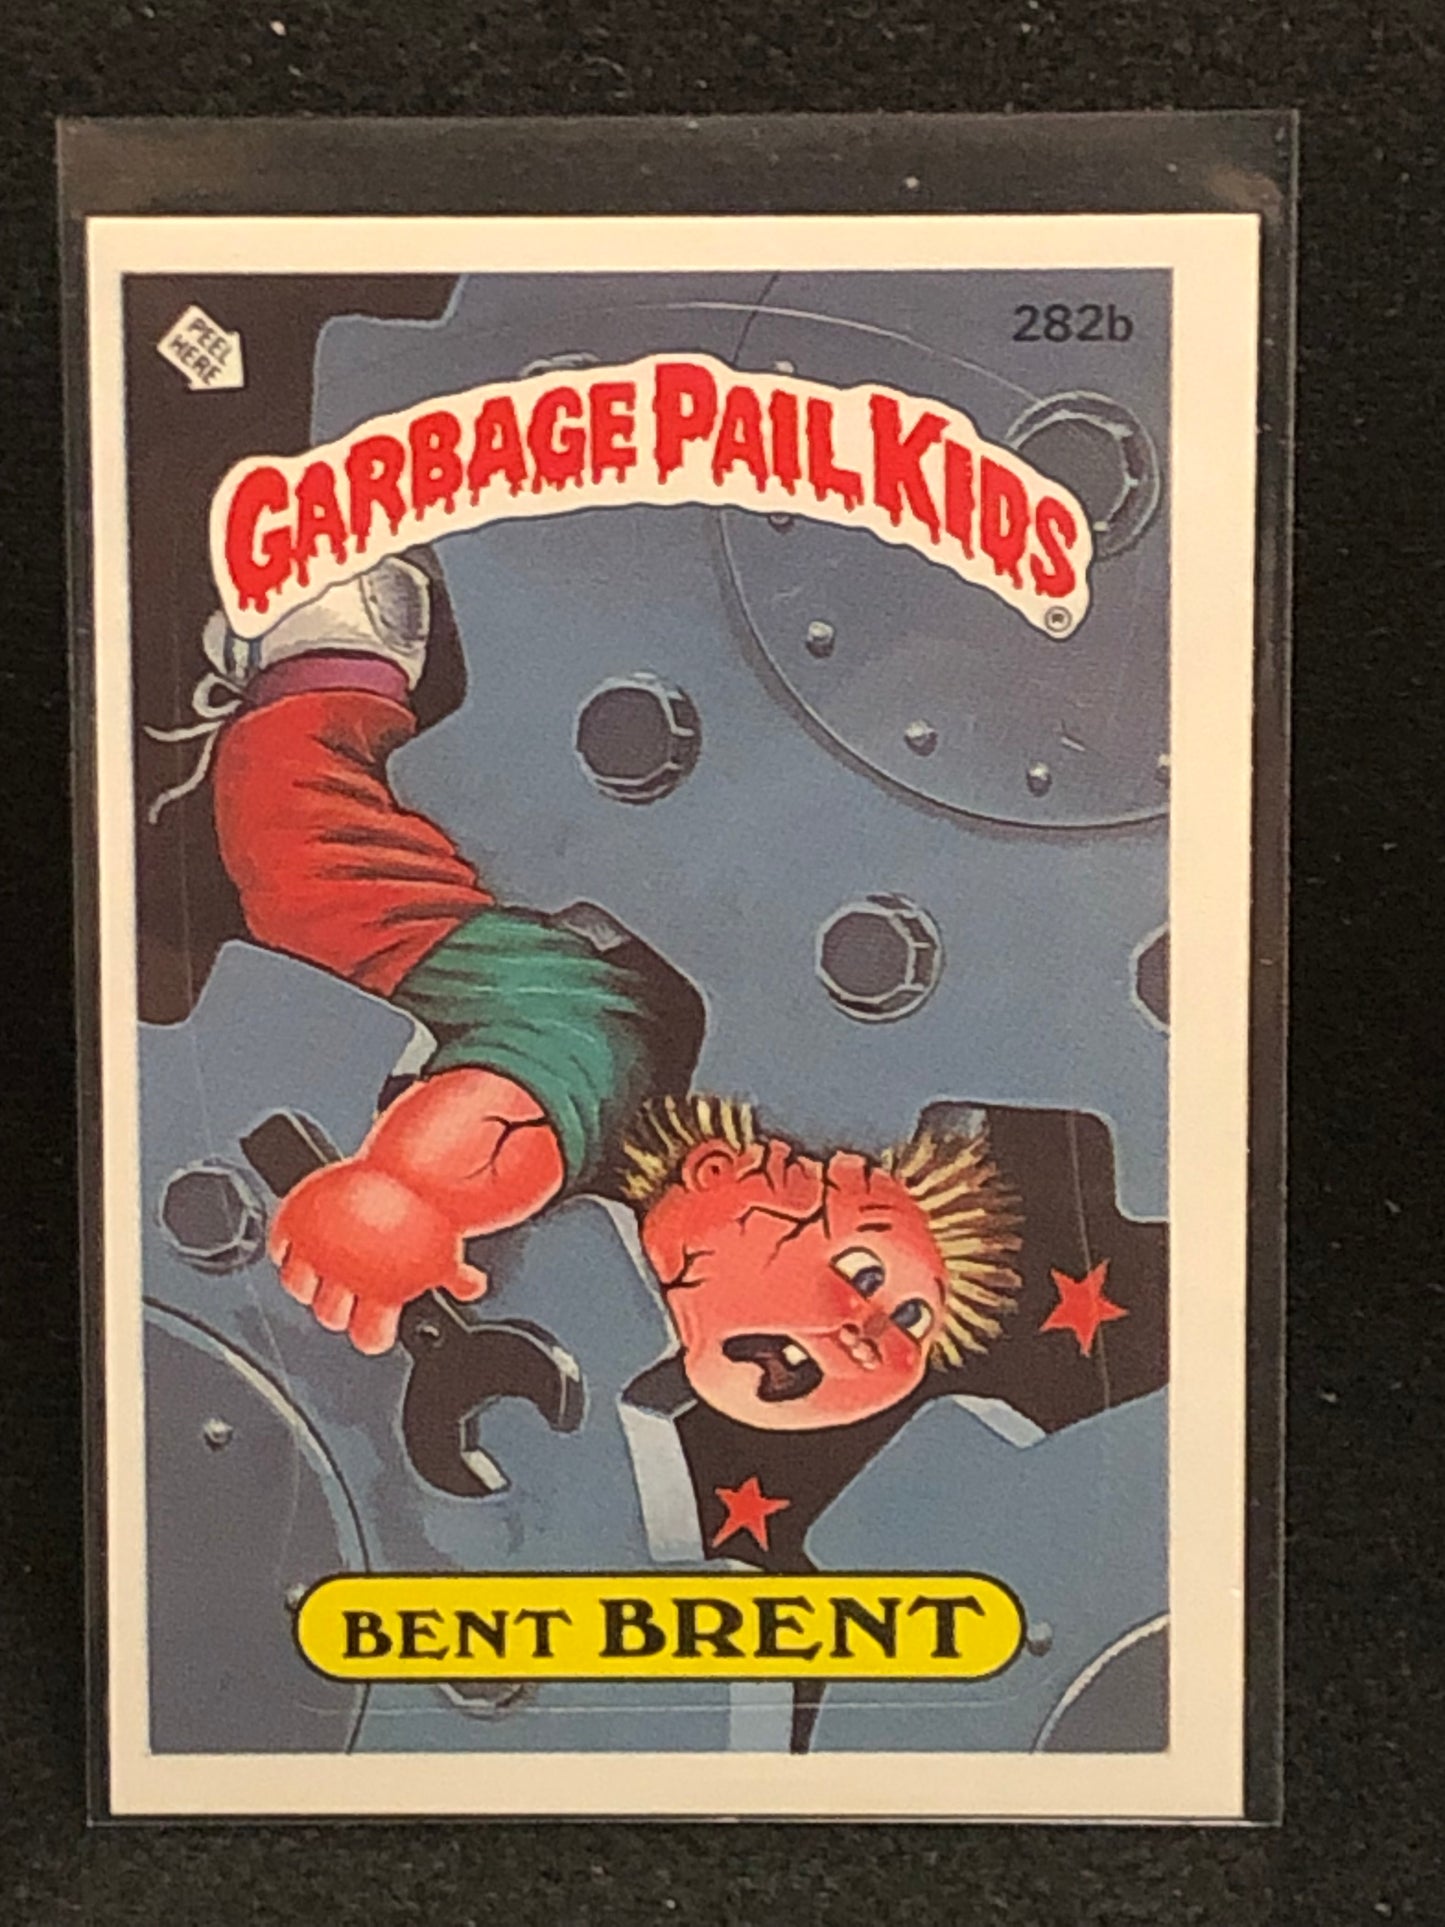 PEEL
HERE
282b
GARBAGE PAIL KIDS
®
BENT BRENT